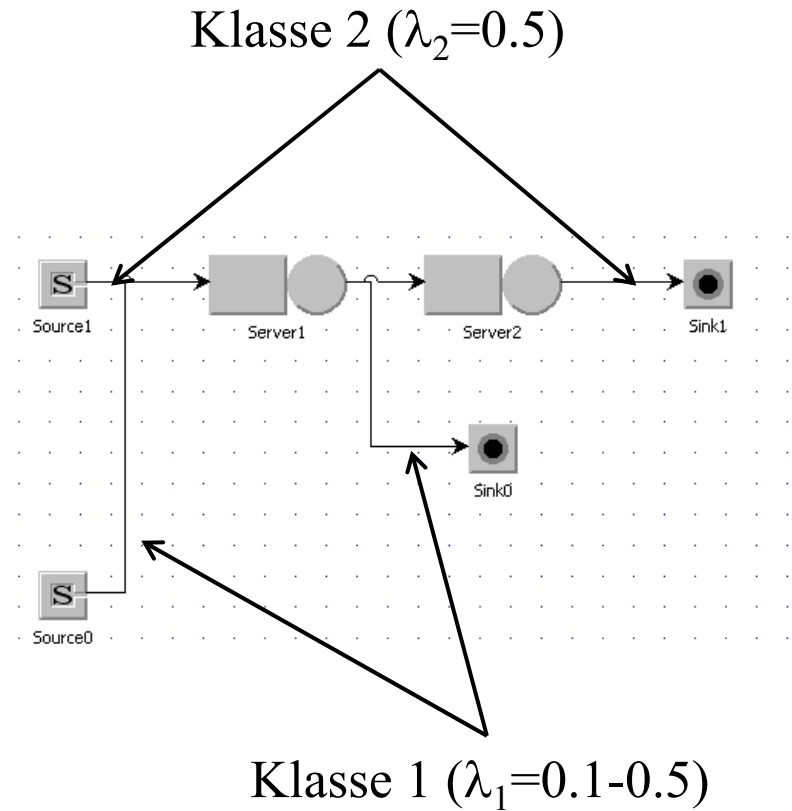 Klasse 2 (λ₂=0.5)
S
Source1
Server1
Server2
Sink1
Sink0
S
Source0
Klasse 1 (λ₁=0.1-0.5)